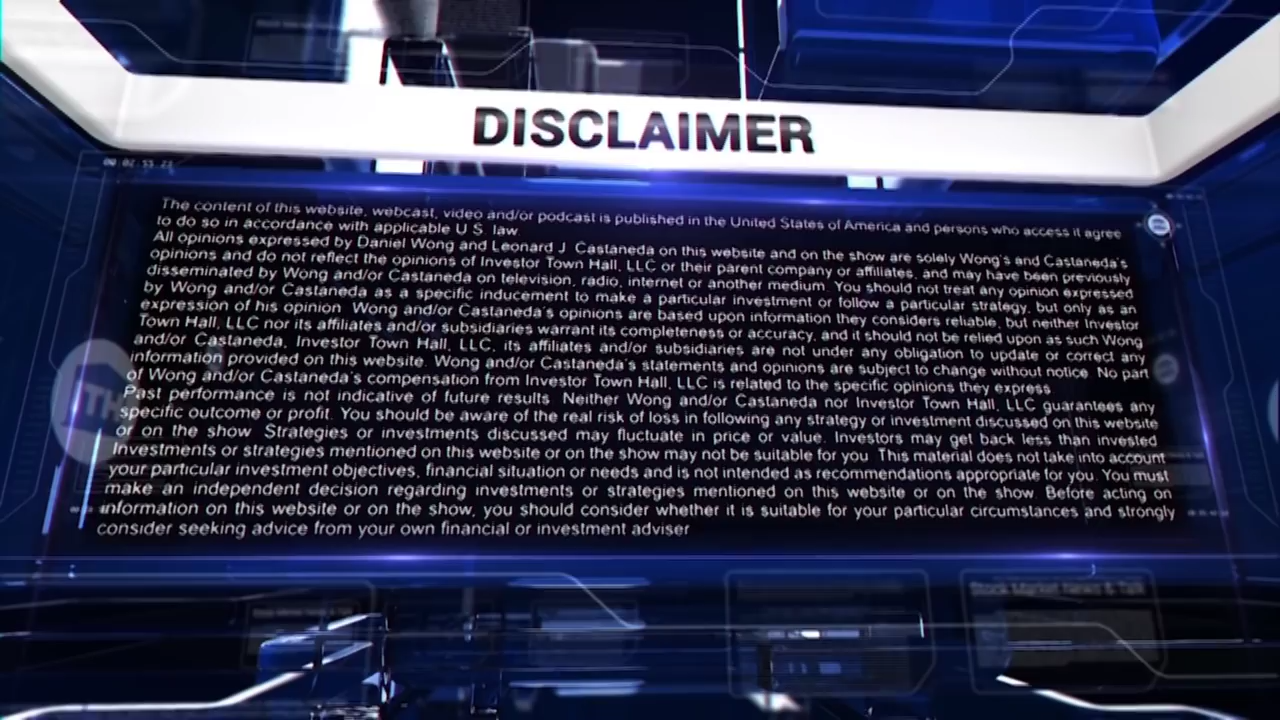 DISCLAIMER
The content of this website, webcast, video and/or podcast is published in the United States of America and persons who access it agree
to do so in accordance with applicable U.S. law.
All opinions expressed by Daniel Wong and Leonard J. Castaneda on this website and on the show are solely Wong's and Castaneda's
opinions and do not reflect the opinions of Investor Town Hall, LLC or their parent company or affiliates, and may have been previously
disseminated by Wong and/or Castaneda on television, radio, internet or another medium. You should not treat any opinion expressed
by Wong and/or Castaneda as a specific inducement to make a particular investment or follow a particular strategy, but only as an
expression of his opinion. Wong and/or Castaneda's opinions are based upon information they considers reliable, but neither Investor
Town Hall, LLC nor its affiliates and/or subsidiaries warrant its completeness or accuracy, and it should not be relied upon as such. Wong
and/or Castaneda, Investor Town Hall, LLC, its affiliates and/or subsidiaries are not under any obligation to update or correct any
information provided on this website. Wong and/or Castaneda's statements and opinions are subject to change without notice. No part
of Wong and/or Castaneda's compensation from Investor Town Hall, LLC is related to the specific opinions they express.
Past performance is not indicative of future results. Neither Wong and/or Castaneda nor Investor Town Hall, LLC guarantees any
specific outcome or profit. You should be aware of the real risk of loss in following any strategy or investment discussed on this website
or on the show. Strategies or investments discussed may fluctuate in price or value. Investors may get back less than invested.
Investments or strategies mentioned on this website or on the show may not be suitable for you. This material does not take into account
your particular investment objectives, financial situation or needs and is not intended as recommendations appropriate for you. You must
make an independent decision regarding investments or strategies mentioned on this website or on the show. Before acting on
information on this website or on the show, you should consider whether it is suitable for your particular circumstances and strongly
consider seeking advice from your own financial or investment adviser.
Stock Market News & Talk